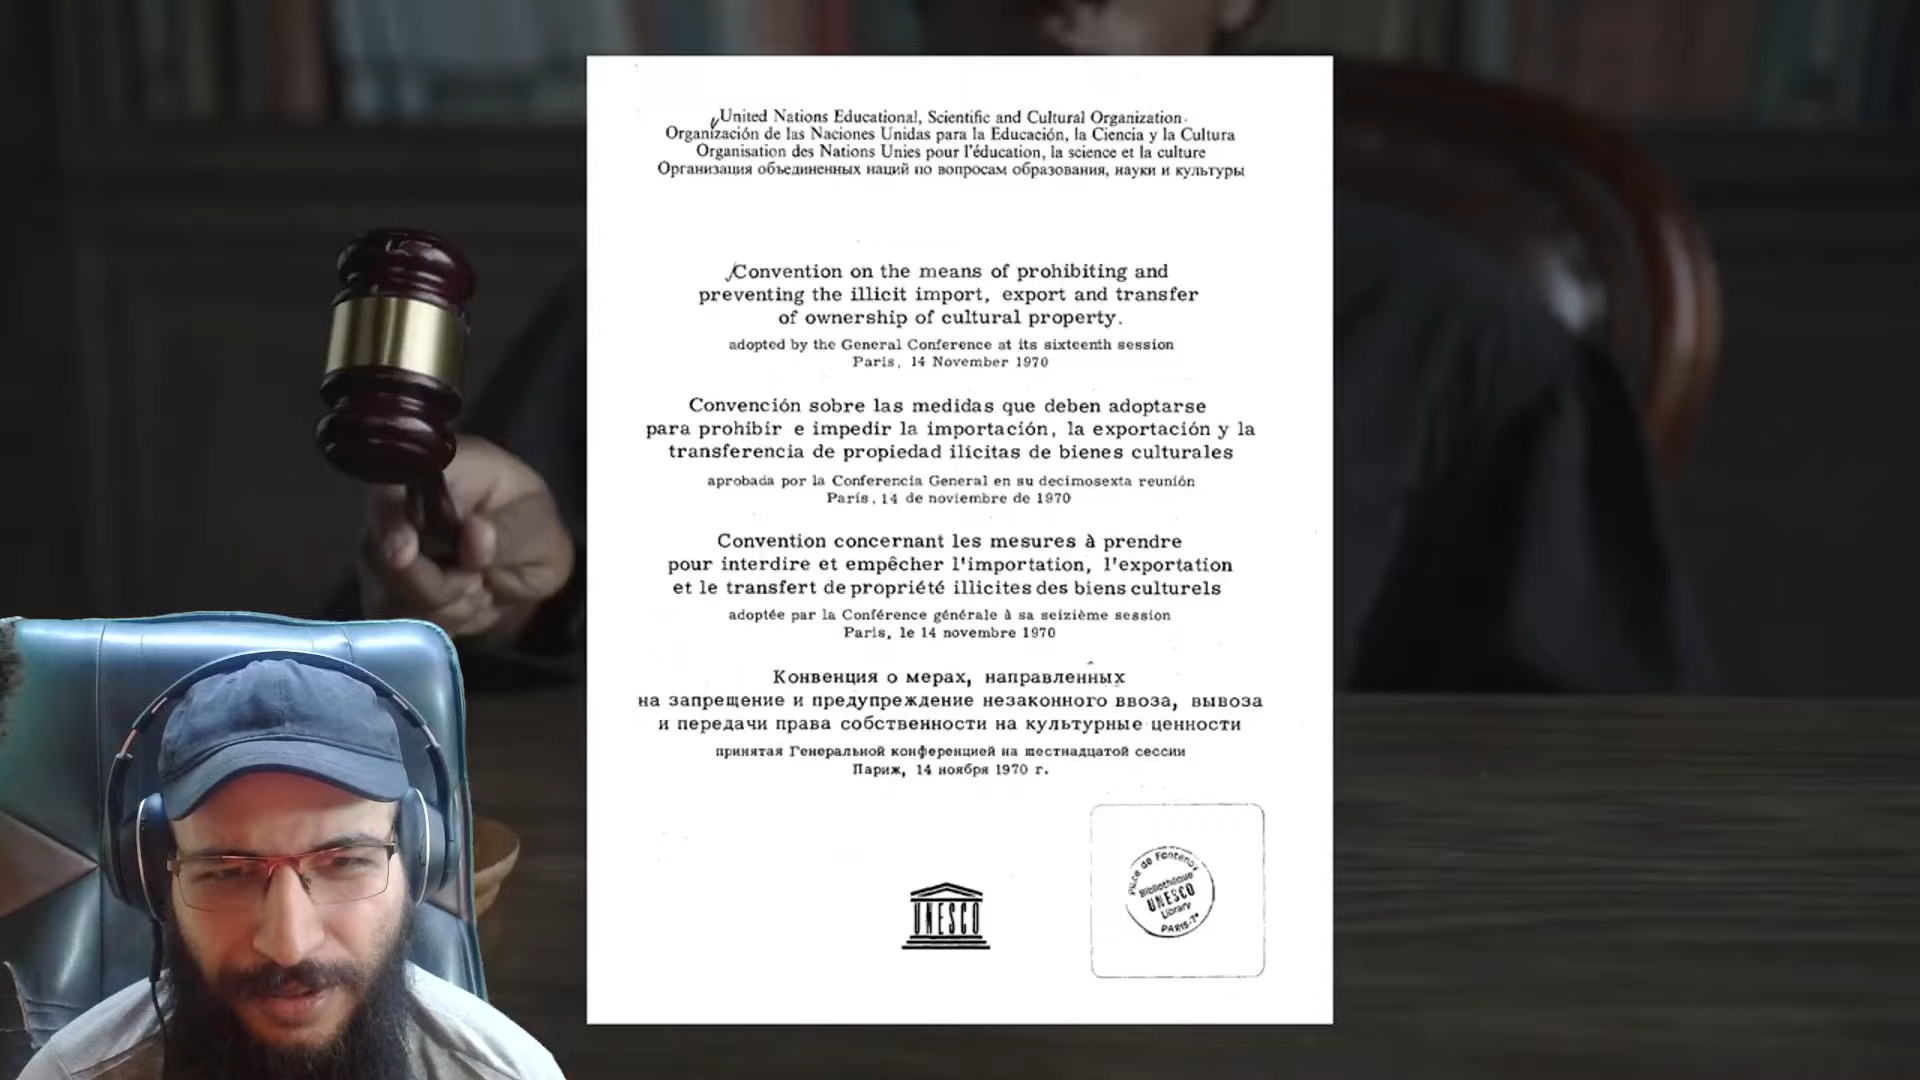 United Nations Educational, Scientific and Cultural Organization
Organización de las Naciones Unidas para la Educación, la Ciencia y la Cultura
Organisation des Nations Unies pour l'éducation, la science et la culture
Организация объединенных наций по вопросам образования, науки и культуры
Convention on the means of prohibiting and
preventing the illicit import, export and transfer
of ownership of cultural property.
adopted by the General Conference at its sixteenth session
Paris, 14 November 1970
Convención sobre las medidas que deben adoptarse
para prohibir e impedir la importación, la exportación y la
transferencia de propiedad ilícitas de bienes culturales
aprobada por la Conferencia General en su decimosexta reunión
París, 14 de noviembre de 1970
Convention concernant les mesures à prendre
pour interdire et empêcher l'importation, l'exportation
et le transfert de propriété illicites des biens culturels
adoptée par la Conférence générale à sa seizième session
Paris, le 14 novembre 1970
Конвенция о мерах, направленных
на запрещение и предупреждение незаконного ввоза, вывоза
и передачи права собственности на культурные ценности
принятая Генеральной конференцией на шестнадцатой сессии
Париж, 14 ноября 1970 г.
UNESCO
Place de Fontenoy
Bibliothèque
UNESCO
Library
PARIS-7e